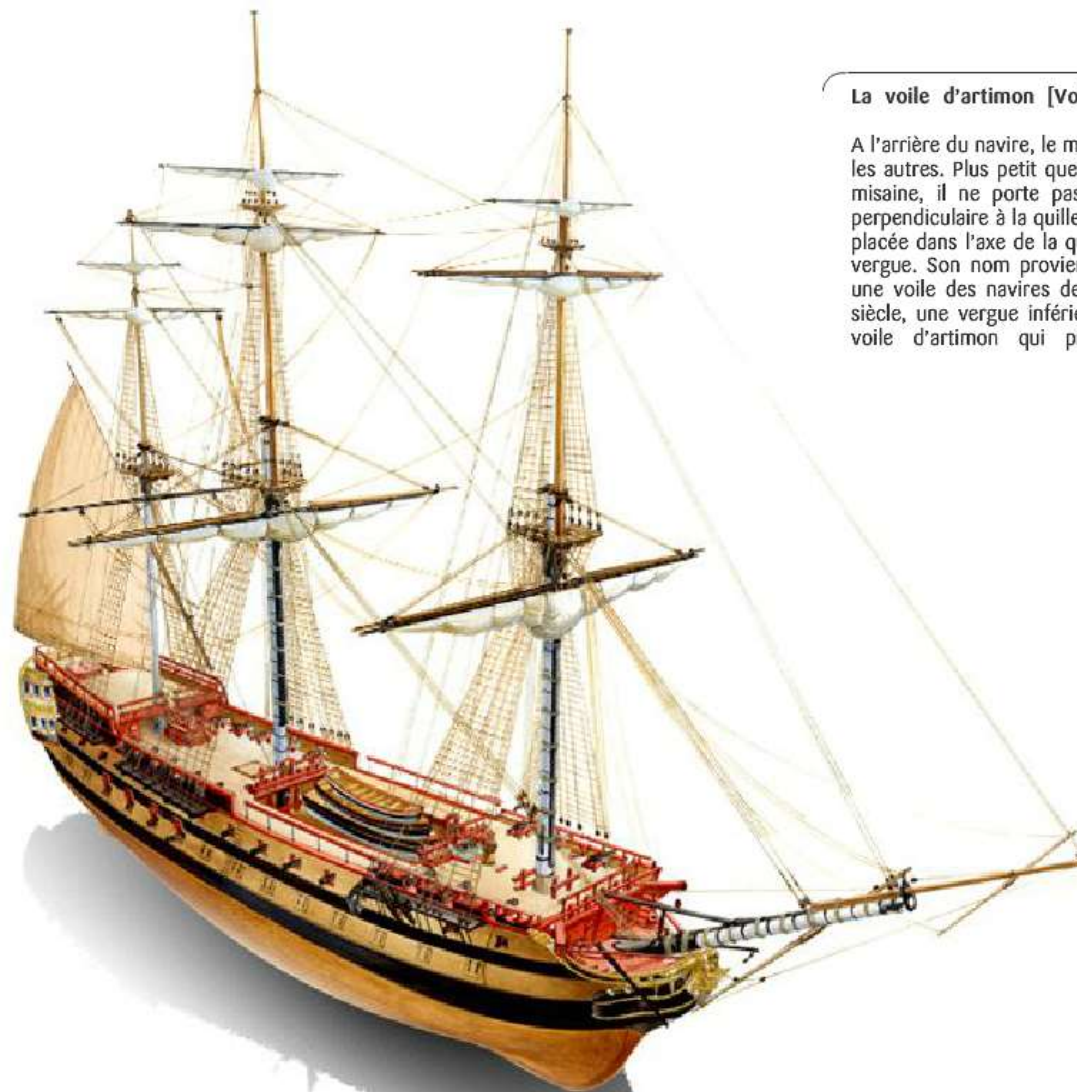 La voile d'artimon [Vo
A l'arrière du navire, le m
les autres. Plus petit que
misaine, il ne porte pas
perpendiculaire à la quille
placée dans l'axe de la q
vergue. Son nom provier
une voile des navires de
siècle, une vergue inférie
voile d'artimon qui p